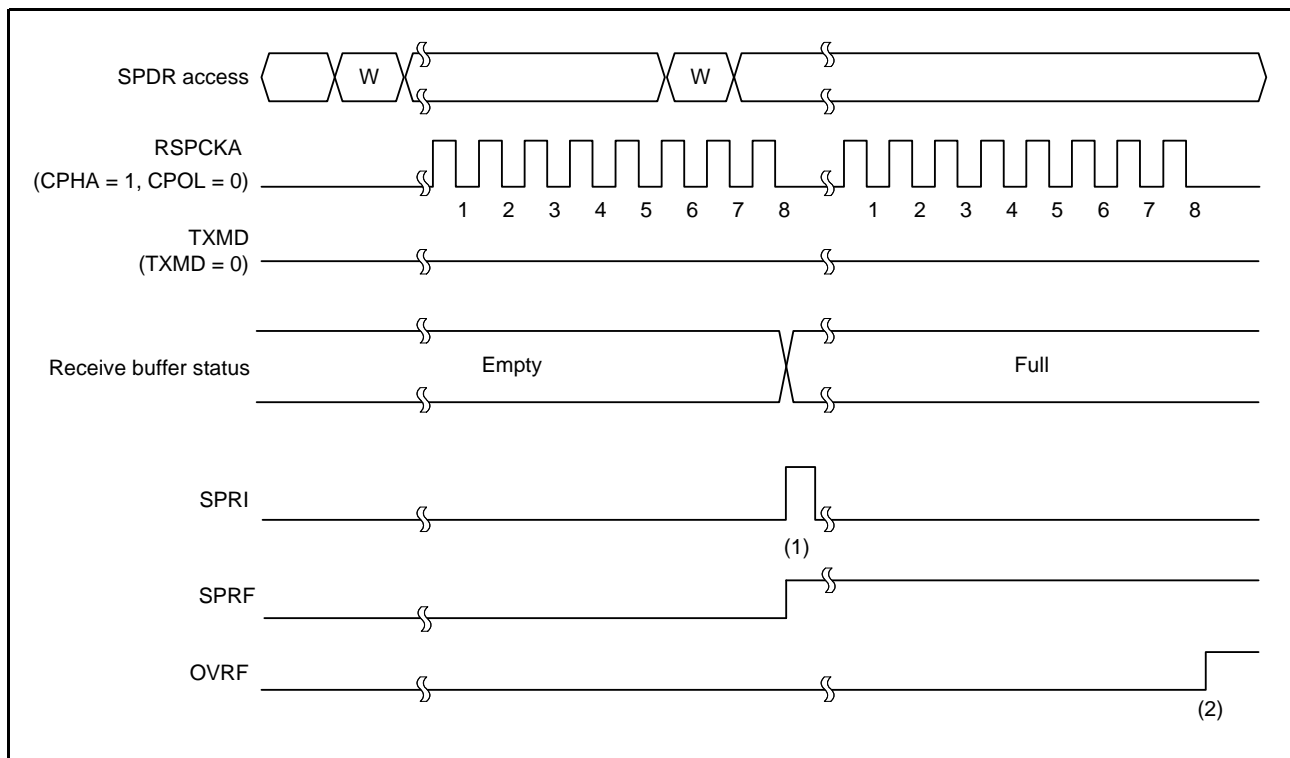 SPDR access
W
W
RSPCKA
(CPHA = 1, CPOL = 0)
1 2 3 4 5 6 7 8 1 2 3 4 5 6 7 8
TXMD
(TXMD = 0)
Receive buffer status
Empty
Full
SPRI
(1)
SPRF
OVRF
(2)